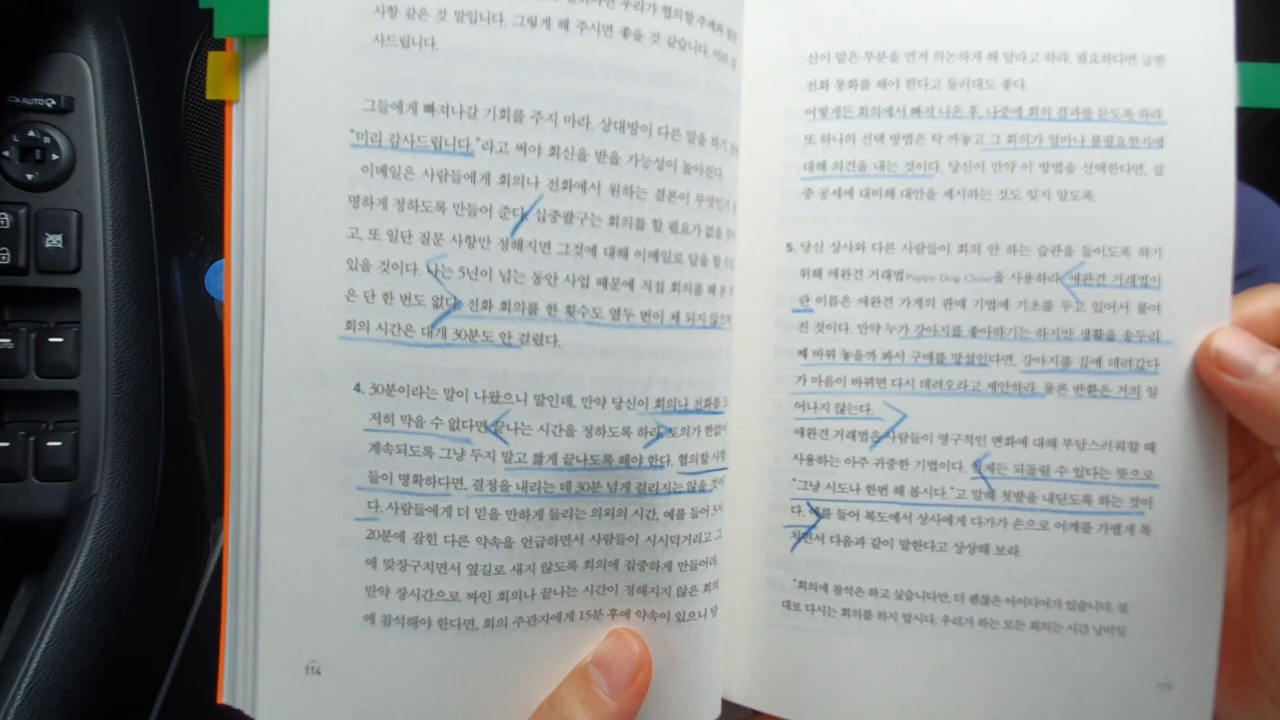 AUTO
L R
사항 같은 것 말입니다. 그렇게 해 주시면 좋을 것 같습니다. 미리 감
사드립니다.
그들에게 빠져나갈 기회를 주지 마라. 상대방이 다른 말을 하기
"미리 감사드립니다."라고 써야 회신을 받을 가능성이 높아진다.
이메일은 사람들에게 회의나 전화에서 원하는 결론이 무엇인지
명하게 정하도록 만들어 준다. 십중팔구는 회의를 할 필요가 없을
고, 또 일단 질문 사항만 정해지면 그것에 대해 이메일로 답을 할 수
있을 것이다. 나는 5년이 넘는 동안 사업 때문에 직접 회의를 해 본
은 단 한 번도 없다. 전화 회의를 한 횟수도 열두 번이 채 되지 않으며
회의 시간은 대개 30분도 안 걸렸다.
4. 30분이라는 말이 나왔으니 말인데, 만약 당신이 회의나 전화를
저히 막을 수 없다면 끝나는 시간을 정하도록 하라. 토의가 한없이
계속되도록 그냥 두지 말고 짧게 끝나도록 해야 한다. 협의할 사항
들이 명확하다면, 결정을 내리는 데 30분 넘게 걸리지는 않을 것이
다. 사람들에게 더 믿을 만하게 들리는 의외의 시간, 예를 들어 3시
20분에 잡힌 다른 약속을 언급하면서 사람들이 시시덕거리고 그
에 맞장구치면서 옆길로 새지 않도록 회의에 집중하게 만들어라.
만약 장시간으로 짜인 회의나 끝나는 시간이 정해지지 않은 회의
에 참석해야 한다면, 회의 주관자에게 15분 후에 약속이 있으니 당
114
신이 맡은 부분을 먼저 의논하게 해 달라고 하라. 필요하다면 급한
전화 통화를 해야 한다고 둘러대도 좋다.
어떻게든 회의에서 빠져 나온 후, 나중에 회의 결과를 듣도록 하라.
또 하나의 선택 방법은 탁 까놓고 그 회의가 얼마나 불필요한지에
대해 의견을 내는 것이다. 당신이 만약 이 방법을 선택한다면, 집
중 공세에 대비해 대안을 제시하는 것도 잊지 말도록.
5. 당신 상사와 다른 사람들이 회의 안 하는 습관을 들이도록 하기
위해 애완견 거래법Puppy Dog Close을 사용하라. 애완견 거래법이
란 이름은 애완견 가게의 판매 기법에 기초를 두고 있어서 붙여
진 것이다. 만약 누가 강아지를 좋아하기는 하지만 생활을 송두리
째 바꿔 놓을까 봐서 구매를 망설인다면, 강아지를 집에 데려갔다
가 마음이 바뀌면 다시 데려오라고 제안하라. 물론 반환은 거의 일
어나지 않는다.
애완견 거래법은 사람들이 영구적인 변화에 대해 부담스러워할 때
사용하는 아주 귀중한 기법이다. 언제든 되돌릴 수 있다는 뜻으로
"그냥 시도나 한번 해 봅시다."고 말해 첫발을 내딛도록 하는 것이
다. 예를 들어 복도에서 상사에게 다가가 손으로 어깨를 가볍게 톡
치면서 다음과 같이 말한다고 상상해 보라.
"회의에 참석은 하고 싶습니다만, 더 괜찮은 아이디어가 있습니다. 절
대로 다시는 회의를 하지 맙시다. 우리가 하는 모든 회의는 시간 낭비일